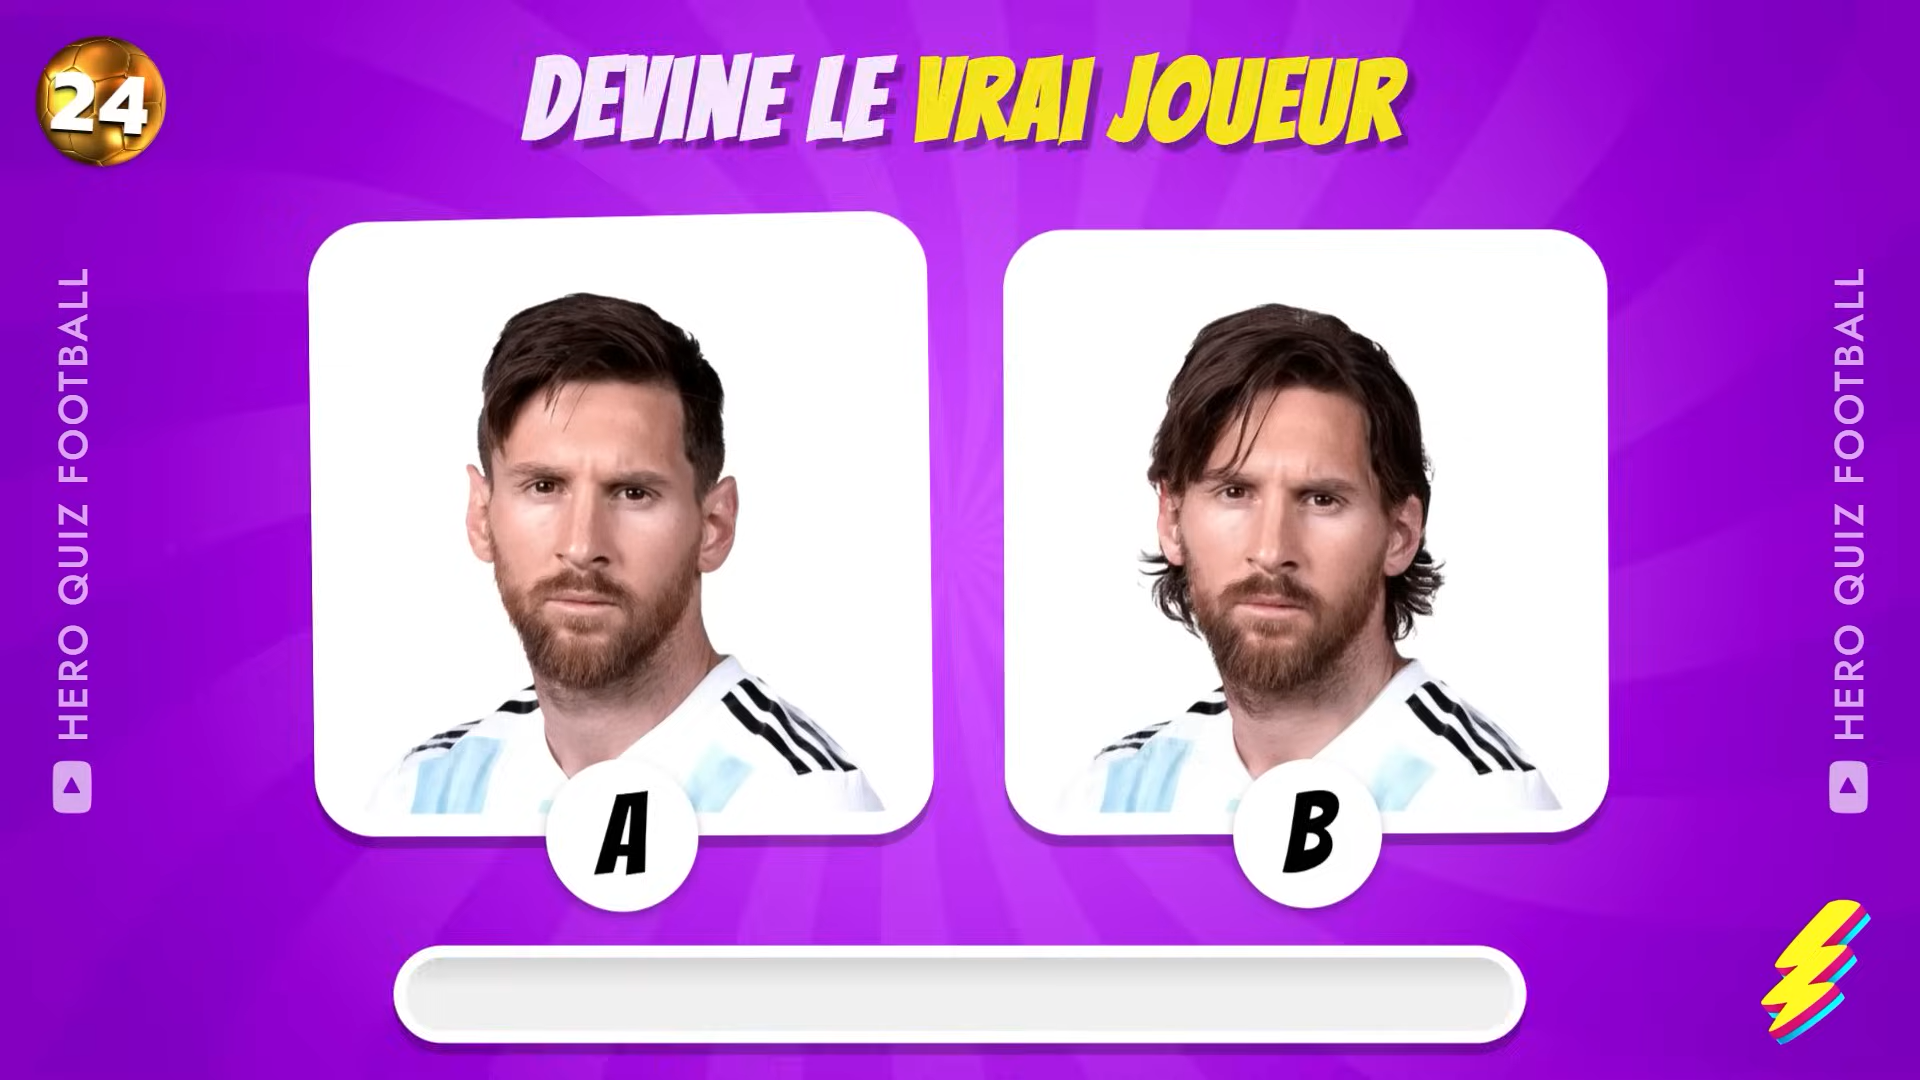 24
DEVINE LE VRAI JOUEUR
HERO QUIZ FOOTBALL
HERO QUIZ FOOTBALL
A
B